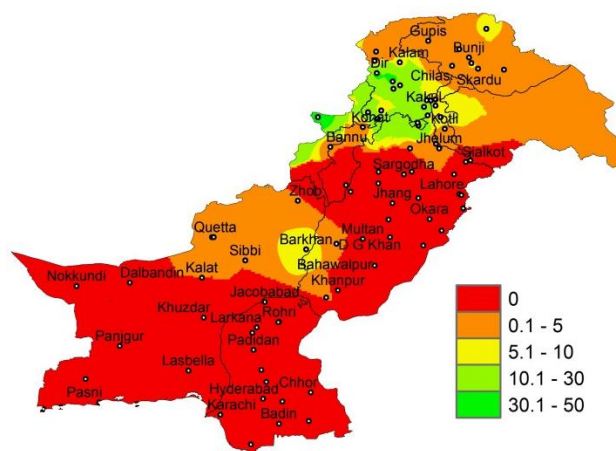 Gupis
Kalam
Bunji
Dir
Chilas
Skardu
Kakul
Kohat
Kotli
Bannu
Jhelum
Sialkot
Sargodha
Zhob
Jhang
Lahore
Okara
Quetta
Multan
Barkhan
D G Khan
Sibbi
Bahawalpur
Nokkundi
Dalbandin
Kalat
Khanpur
Jacobabad
Khuzdar
Larkana
Rohri
Panjgur
Padidan
Lasbella
Pasni
Hyderabad
Chhor
Karachi
Badin
0
0.1 - 5
5.1 - 10
10.1 - 30
30.1 - 50